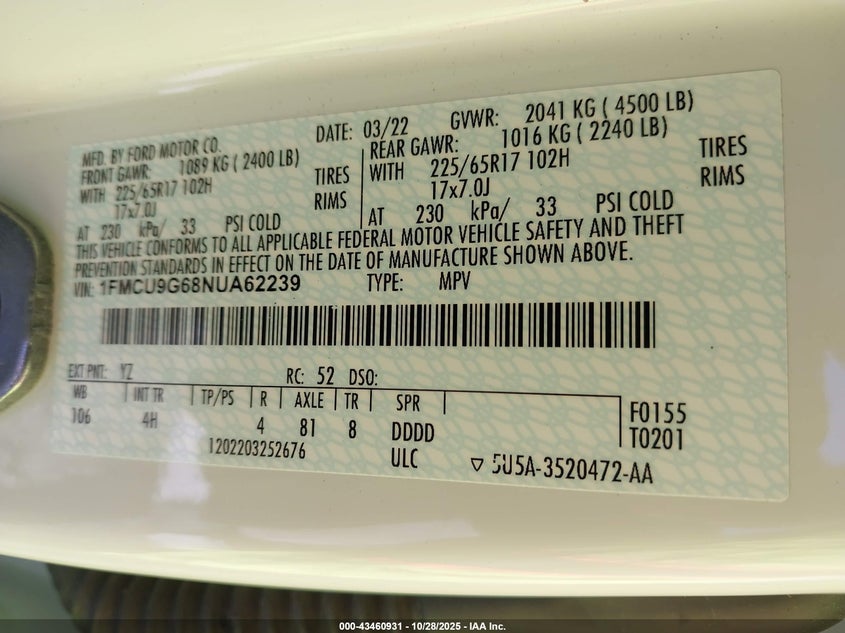 MFD. BY FORD MOTOR CO.
DATE: 03/22 GVWR: 2041 KG ( 4500 LB)
FRONT GAWR: 1089 KG ( 2400 LB)
WITH 225/65R17 102H TIRES
17x7.0J RIMS
AT 230 kPa/ 33 PSI COLD
REAR GAWR: 1016 KG ( 2240 LB)
WITH 225/65R17 102H TIRES
17x7.0J RIMS
AT 230 kPa/ 33 PSI COLD
THIS VEHICLE CONFORMS TO ALL APPLICABLE FEDERAL MOTOR VEHICLE SAFETY AND THEFT
PREVENTION STANDARDS IN EFFECT ON THE DATE OF MANUFACTURE SHOWN ABOVE.
VIN: 1FMCU9G68NUA62239 TYPE: MPV
EXT PNT: YZ RC: 52 DSO:
WB INT TR TP/PS R AXLE TR SPR
106 4H 4 81 8 DDDD
F0155
T0201
1202203252676 ULC ▽ 5U5A-3520472-AA
000-43460931 - 10/28/2025 - IAA Inc.